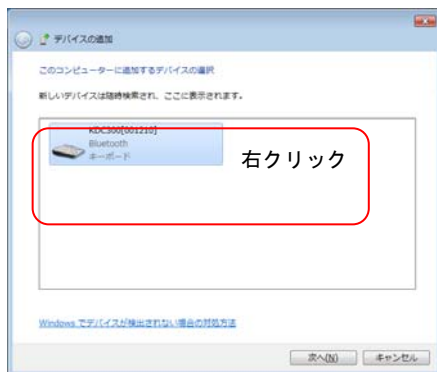 デバイスの追加
このコンピューターに追加するデバイスの選択
新しいデバイスは随時検索され、ここに表示されます。
KDC300[001210]
Bluetooth
キーボード
右クリック
Windows でデバイスが検出されない場合の対処方法
次へ(N)
キャンセル